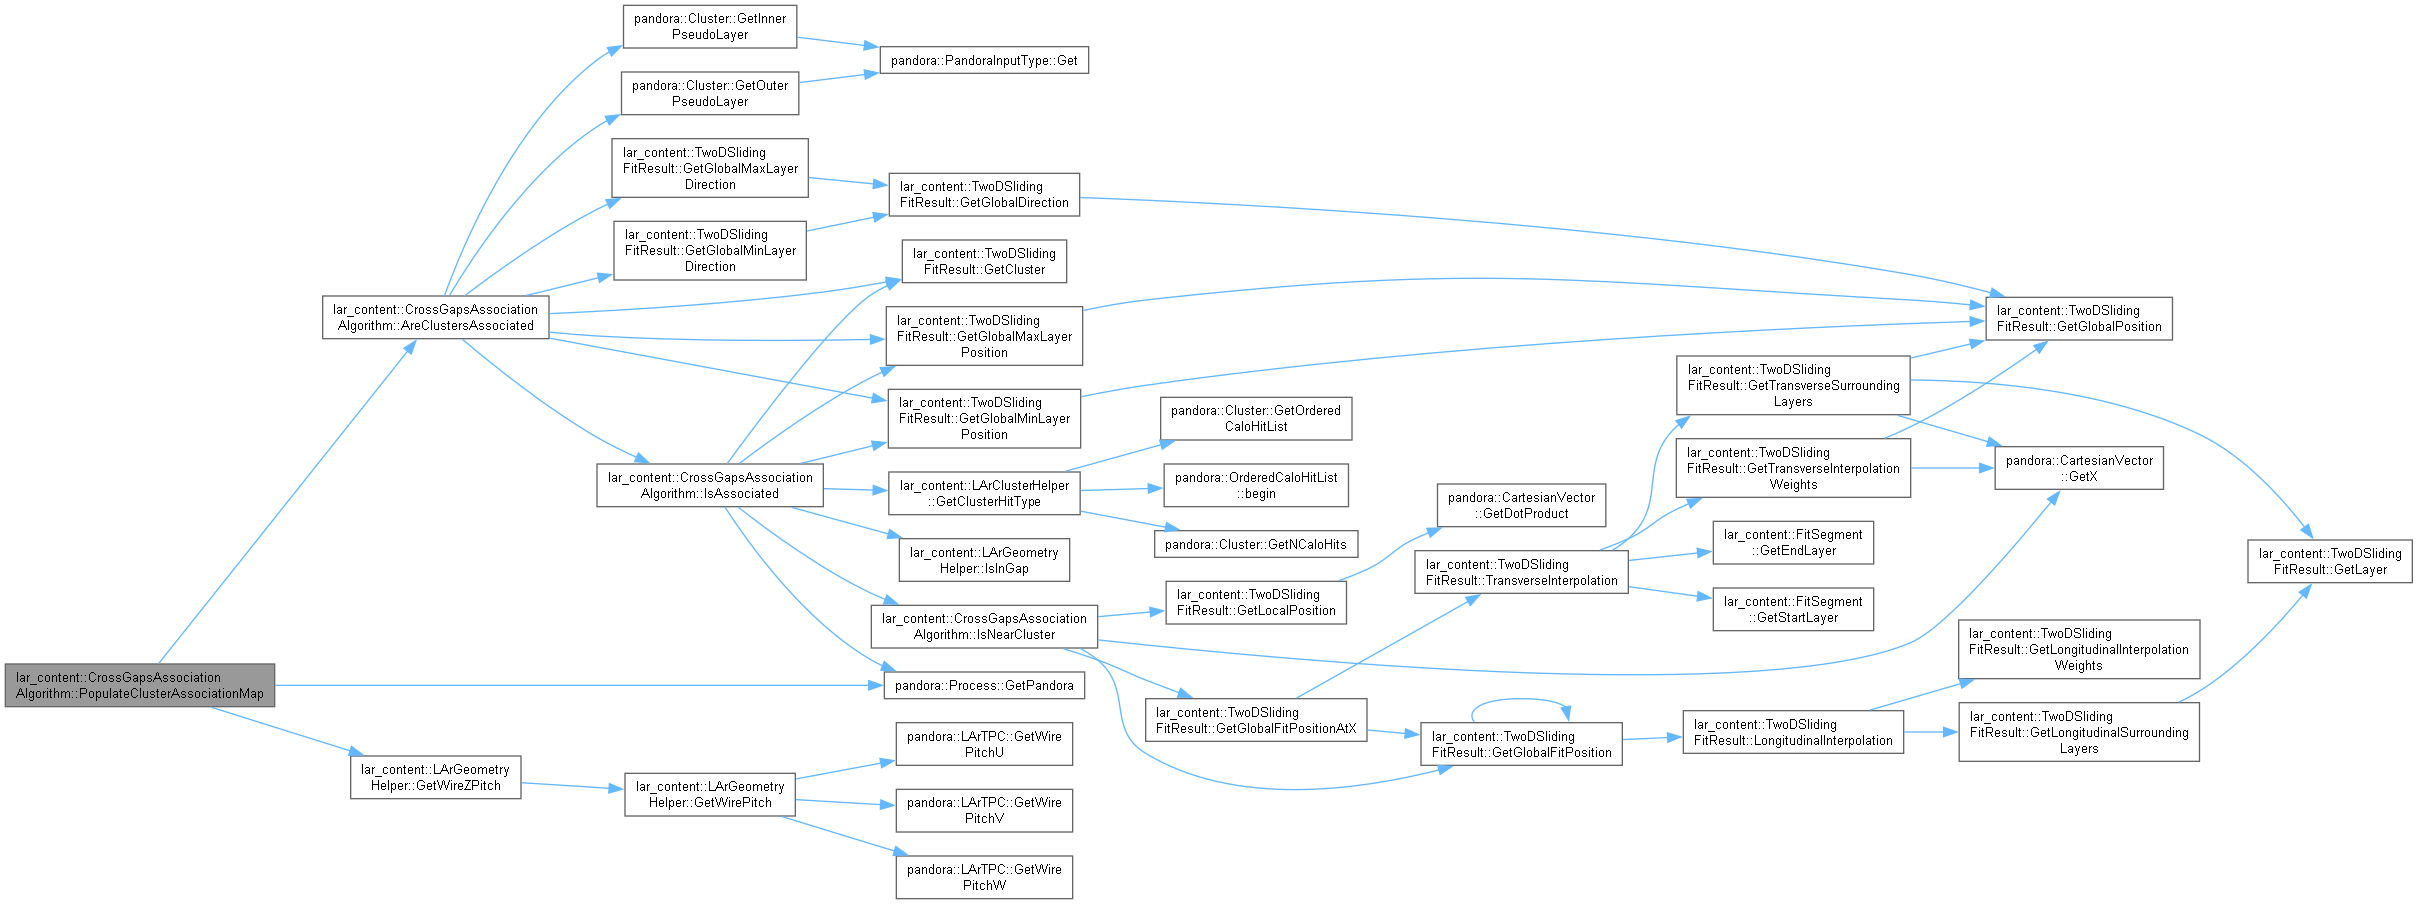 lar_content::CrossGapsAssociation
Algorithm::PopulateClusterAssociationMap
lar_content::CrossGapsAssociation
Algorithm::AreClustersAssociated
pandora::Cluster::GetInner
PseudoLayer
pandora::PandoraInputType::Get
pandora::Cluster::GetOuter
PseudoLayer
lar_content::TwoDSliding
FitResult::GetGlobalMaxLayer
Direction
lar_content::TwoDSliding
FitResult::GetGlobalDirection
lar_content::TwoDSliding
FitResult::GetGlobalMinLayer
Direction
lar_content::TwoDSliding
FitResult::GetCluster
lar_content::TwoDSliding
FitResult::GetGlobalMaxLayer
Position
lar_content::TwoDSliding
FitResult::GetGlobalMinLayer
Position
lar_content::TwoDSliding
FitResult::GetGlobalPosition
lar_content::CrossGapsAssociation
Algorithm::IsAssociated
lar_content::LArClusterHelper
::GetClusterHitType
pandora::Cluster::GetOrdered
CaloHitList
pandora::OrderedCaloHitList
::begin
pandora::Cluster::GetNCaloHits
lar_content::LArGeometry
Helper::IsInGap
lar_content::CrossGapsAssociation
Algorithm::IsNearCluster
pandora::Process::GetPandora
lar_content::TwoDSliding
FitResult::GetLocalPosition
pandora::CartesianVector
::GetDotProduct
lar_content::TwoDSliding
FitResult::GetGlobalFitPositionAtX
lar_content::TwoDSliding
FitResult::TransverseInterpolation
lar_content::TwoDSliding
FitResult::GetGlobalFitPosition
lar_content::TwoDSliding
FitResult::GetTransverseSurrounding
Layers
lar_content::TwoDSliding
FitResult::GetTransverseInterpolation
Weights
lar_content::FitSegment
::GetEndLayer
lar_content::FitSegment
::GetStartLayer
lar_content::TwoDSliding
FitResult::LongitudinalInterpolation
pandora::CartesianVector
::GetX
lar_content::TwoDSliding
FitResult::GetLongitudinalInterpolation
Weights
lar_content::TwoDSliding
FitResult::GetLongitudinalSurrounding
Layers
lar_content::TwoDSliding
FitResult::GetLayer
lar_content::LArGeometry
Helper::GetWireZPitch
lar_content::LArGeometry
Helper::GetWirePitch
pandora::LArTPC::GetWire
PitchU
pandora::LArTPC::GetWire
PitchV
pandora::LArTPC::GetWire
PitchW